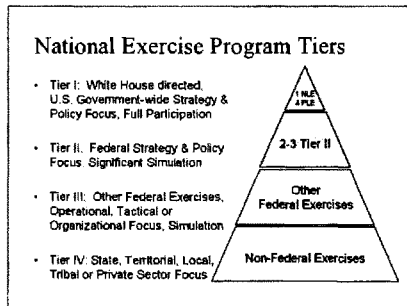 National Exercise Program Tiers
• Tier I: White House directed,
U.S. Government-wide Strategy &
Policy Focus, Full Participation
• Tier II. Federal Strategy & Policy
Focus, Significant Simulation
• Tier III: Other Federal Exercises,
Operational, Tactical or
Organizational Focus, Simulation
• Tier IV: State, Territorial, Local,
Tribal or Private Sector Focus
1 NLE
4 PLE
2-3 Tier II
Other
Federal Exercises
Non-Federal Exercises